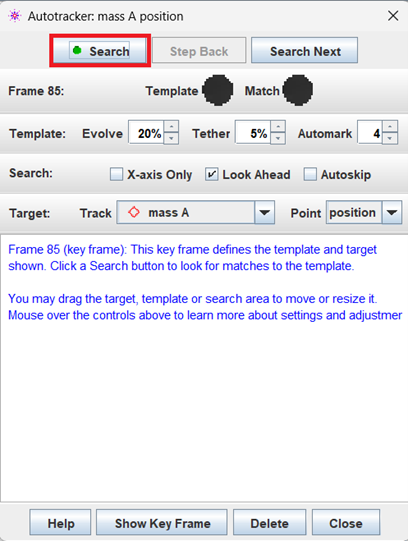 Autotracker: mass A position
Search Step Back Search Next
Frame 85: Template Match
Template: Evolve 20% Tether 5% Automark 4
Search: X-axis Only Look Ahead Autoskip
Target: Track mass A Point position
Frame 85 (key frame): This key frame defines the template and target
shown. Click a Search button to look for matches to the template.
You may drag the target, template or search area to move or resize it.
Mouse over the controls above to learn more about settings and adjustmer
Help Show Key Frame Delete Close